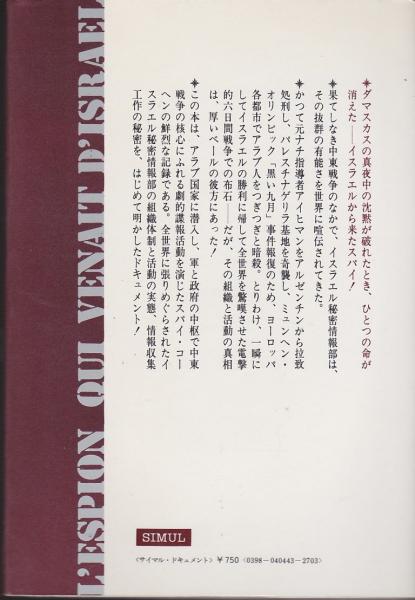 ✦ダマスカスの真夜中の沈黙が破れたとき、ひとつの命が
消えた——イスラエルから来たスパイ!
✦果てしなき中東戦争のなかで、イスラエル秘密情報部は、
その抜群の有能さを世界に喧伝されてきた。
✦かつて元ナチ指導者アイヒマンをアルゼンチンから拉致
処刑し、パレスチナゲリラ基地を奇襲し、ミュンヘン・
オリンピック「黒い九月」事件報復のため、ヨーロッパ
各都市でアラブ人をつぎつぎと暗殺。とりわけ、一瞬に
してイスラエルの勝利に帰して全世界を驚嘆させた電撃
的六日間戦争での布石——だが、その組織と活動の真相
は、厚いベールの彼方にあった!
✦この本は、アラブ国家に潜入し、軍と政府の中枢で中東
戦争の核心にふれる劇的諜報活動を演じたスパイ・コー
ヘンの鮮烈な記録である。全世界に張りめぐらされたイ
スラエル秘密情報部の組織体制と活動の実態、情報収集
工作の秘密を、はじめて明かしたドキュメント!
L'ESPION QUI VENAIT D'ISRAEL
SIMUL
〈サイマル・ドキュメント〉 ¥750 〈0398-040443-2703〉